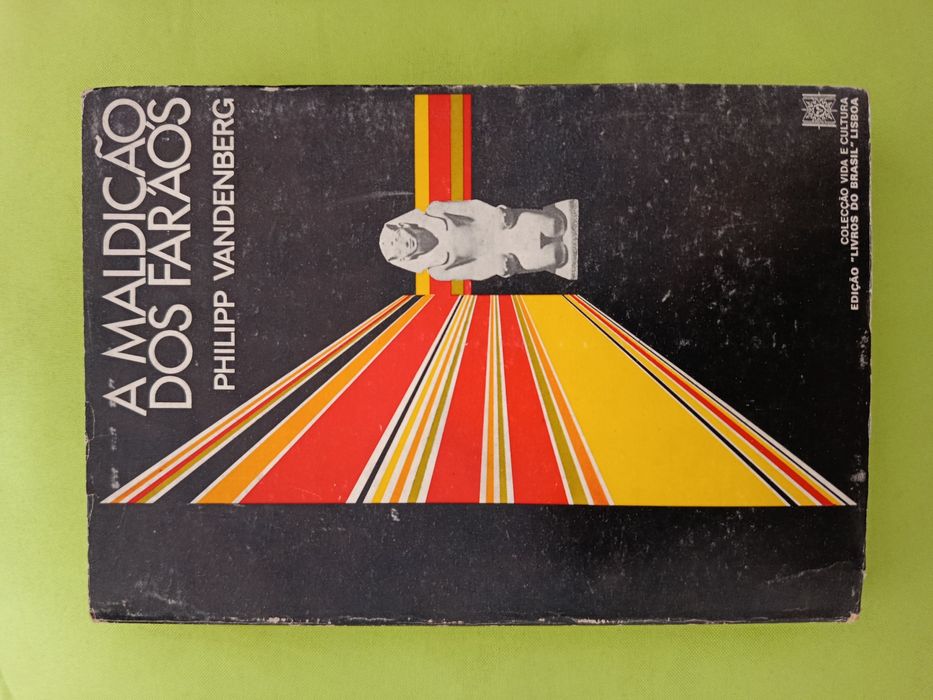 A MALDIÇÃO
DOS FARAÓS
PHILIPP VANDENBERG
COLECÇÃO VIDA E CULTURA
EDIÇÃO "LIVROS DO BRASIL" LISBOA